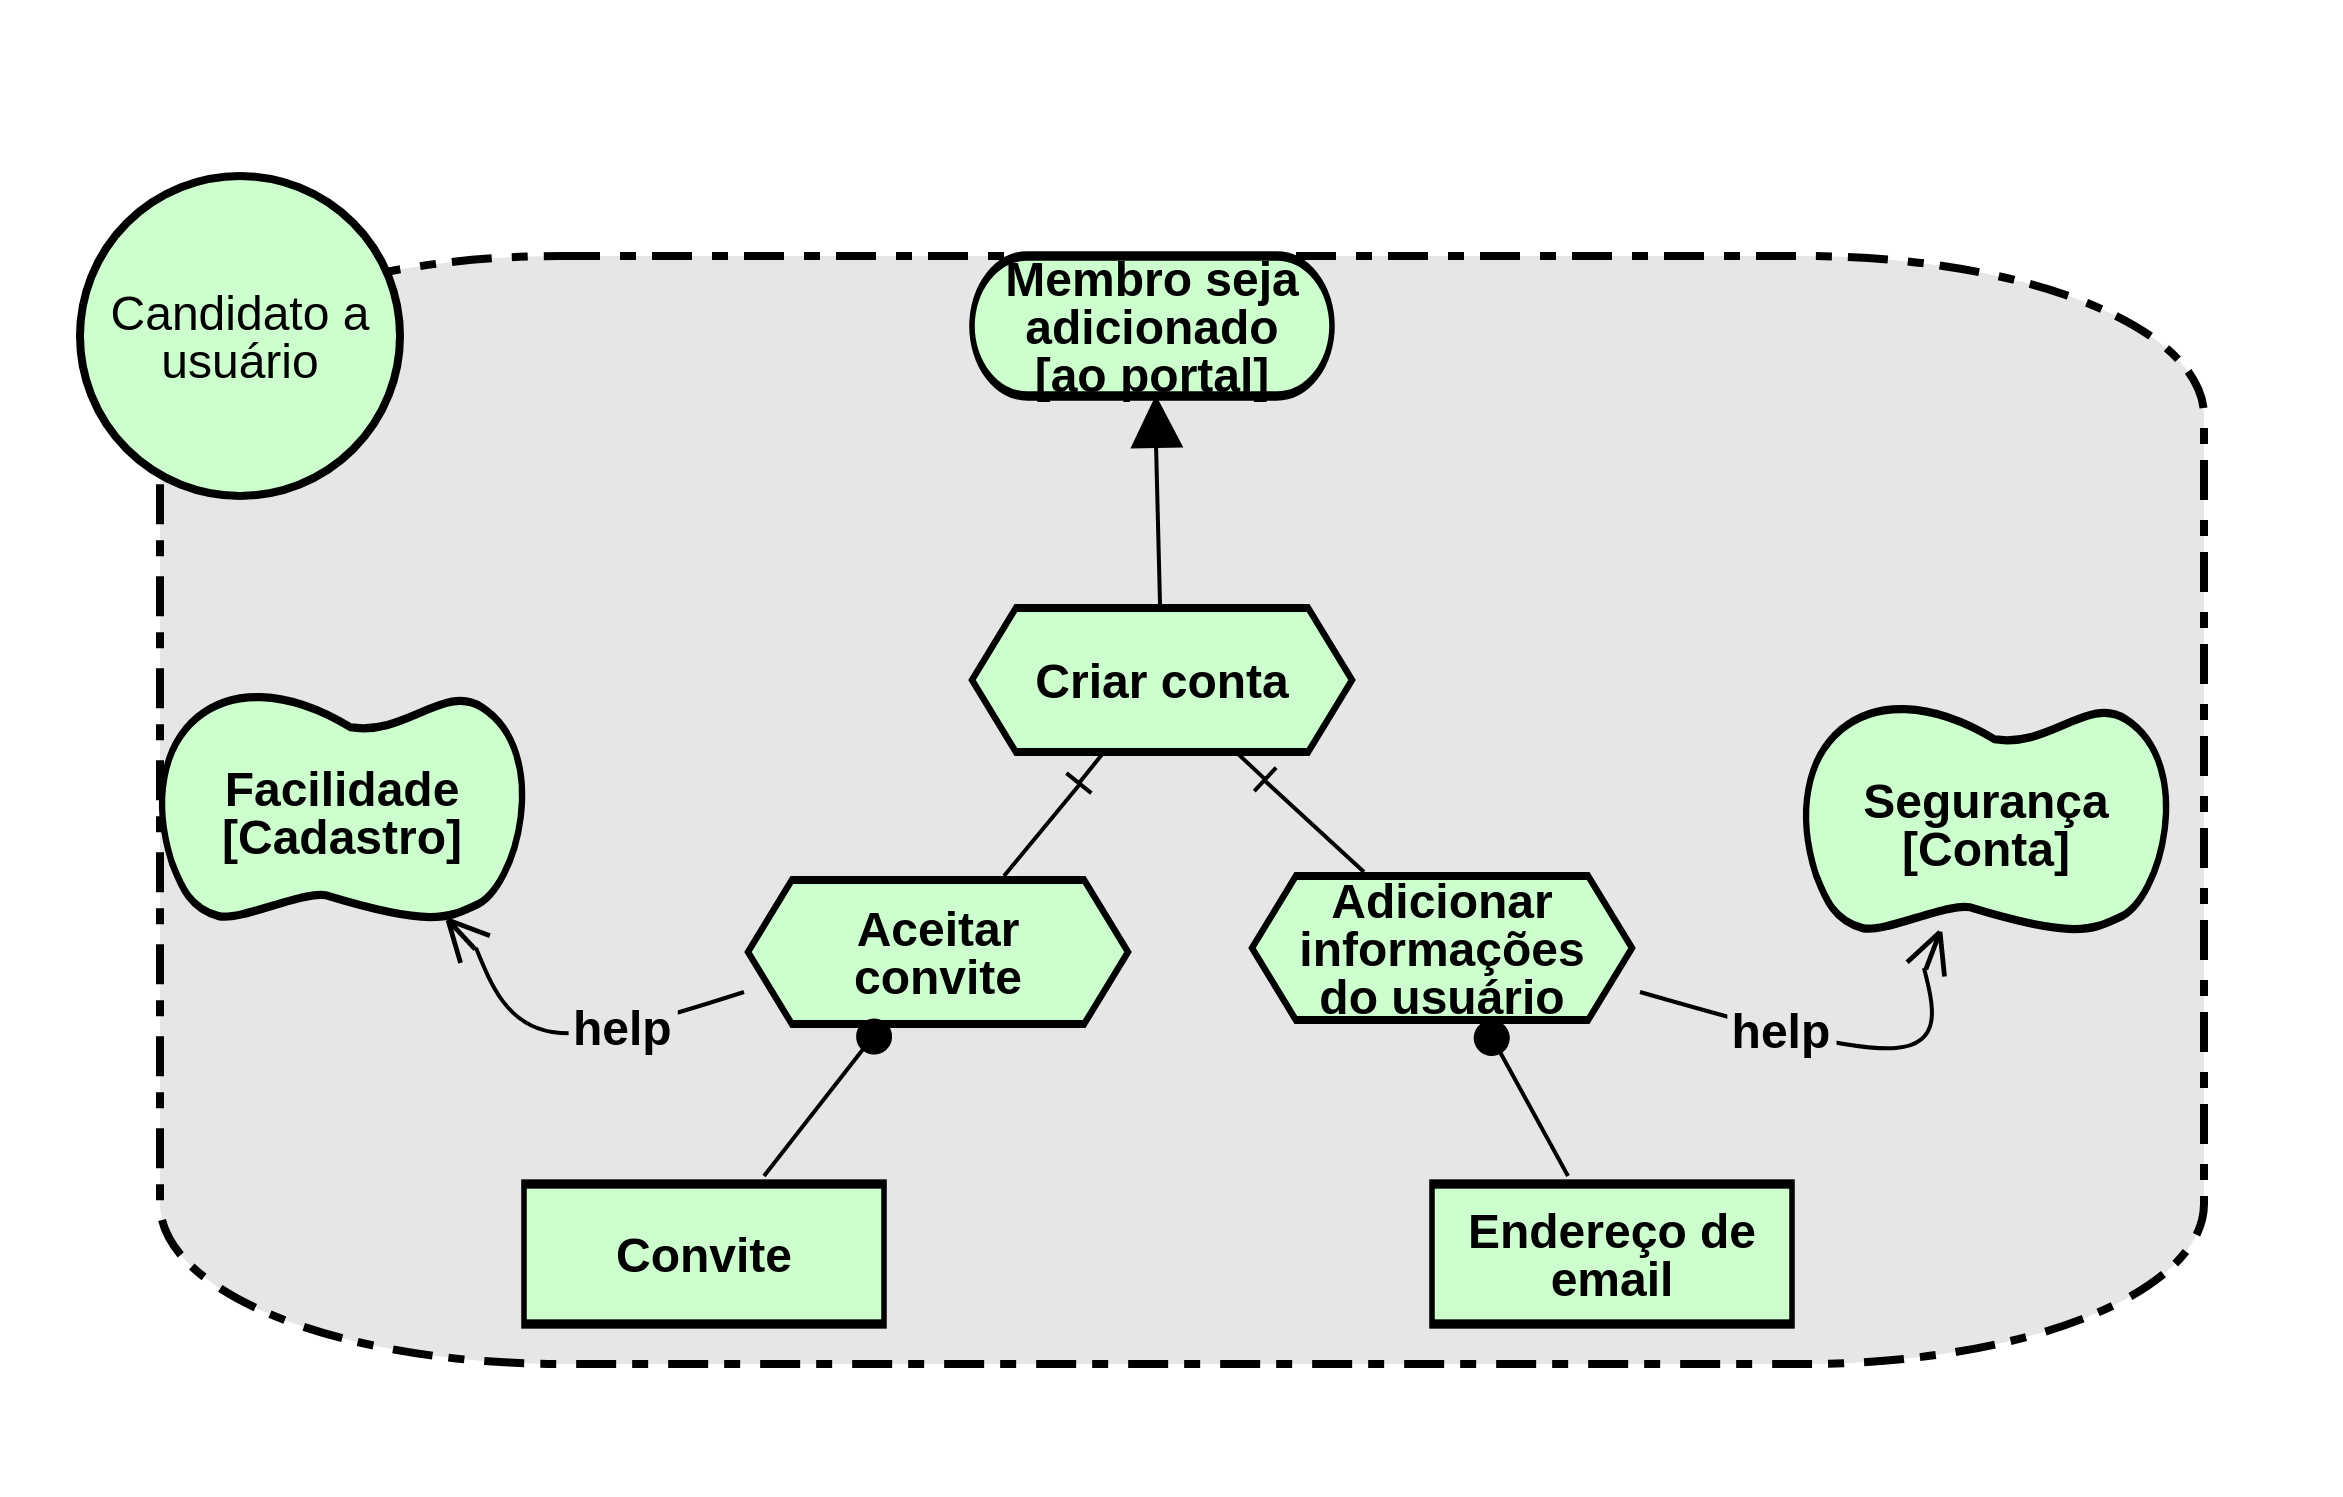 Candidato a
usuário
Membro seja
adicionado
[ao portal]
Criar conta
Facilidade
[Cadastro]
Segurança
[Conta]
Aceitar
convite
Adicionar
informações
do usuário
help
help
Convite
Endereço de
email